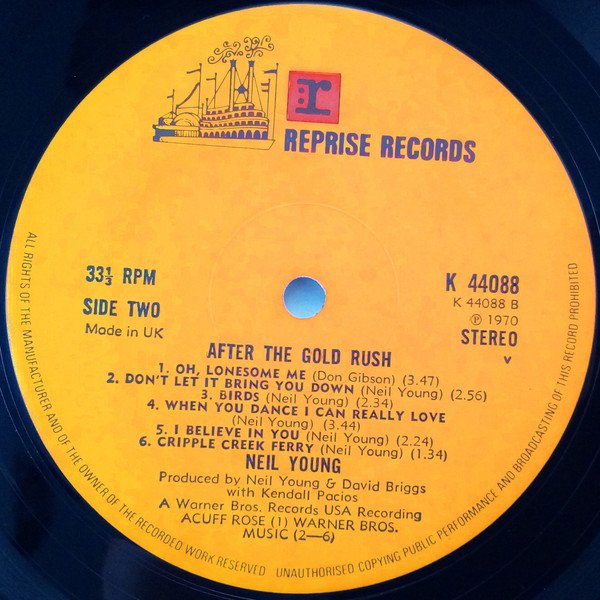 r
REPRISE RECORDS
33⅓ RPM
SIDE TWO
Made in UK
K 44088
K 44088 B
℗ 1970
STEREO
v
AFTER THE GOLD RUSH
1. OH, LONESOME ME (Don Gibson) (3.47)
2. DON'T LET IT BRING YOU DOWN (Neil Young) (2.56)
3. BIRDS (Neil Young) (2.34)
4. WHEN YOU DANCE I CAN REALLY LOVE
(Neil Young) (3.44)
5. I BELIEVE IN YOU (Neil Young) (2.24)
6. CRIPPLE CREEK FERRY (Neil Young) (1.34)
NEIL YOUNG
Produced by Neil Young & David Briggs
with Kendall Pacios
A Warner Bros. Records USA Recording
ACUFF ROSE (1) WARNER BROS.
MUSIC (2—6)
ALL RIGHTS OF THE MANUFACTURER AND OF THE OWNER OF THE RECORDED WORK RESERVED UNAUTHORISED COPYING PUBLIC PERFORMANCE AND BROADCASTING OF THIS RECORD PROHIBITED